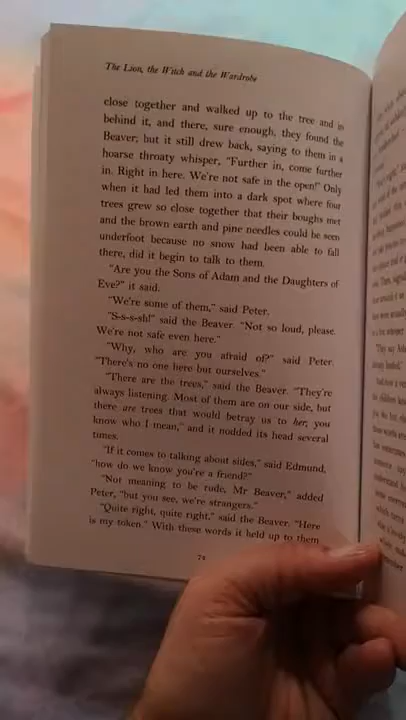 The Lion, the Witch and the Wardrobe
close together and walked up to the tree and in
behind it, and there, sure enough, they found the
Beaver; but it still drew back, saying to them in a
hoarse throaty whisper, "Further in, come further
in. Right in here. We're not safe in the open!" Only
when it had led them into a dark spot where four
trees grew so close together that their boughs met
and the brown earth and pine needles could be seen
underfoot because no snow had been able to fall
there, did it begin to talk to them.
"Are you the Sons of Adam and the Daughters of
Eve?" it said.
"We're some of them," said Peter.
"S-s-s-sh!" said the Beaver. "Not so loud, please.
We're not safe even here."
"Why, who are you afraid of?" said Peter.
"There's no one here but ourselves."
"There are the trees," said the Beaver. "They're
always listening. Most of them are on our side, but
there are trees that would betray us to her; you
know who I mean," and it nodded its head several
times.
"If it comes to talking about sides," said Edmund,
"how do we know you're a friend?"
"Not meaning to be rude, Mr Beaver," added
Peter, "but you see, we're strangers."
"Quite right, quite right," said the Beaver. "Here
is my token." With these words it held up to them